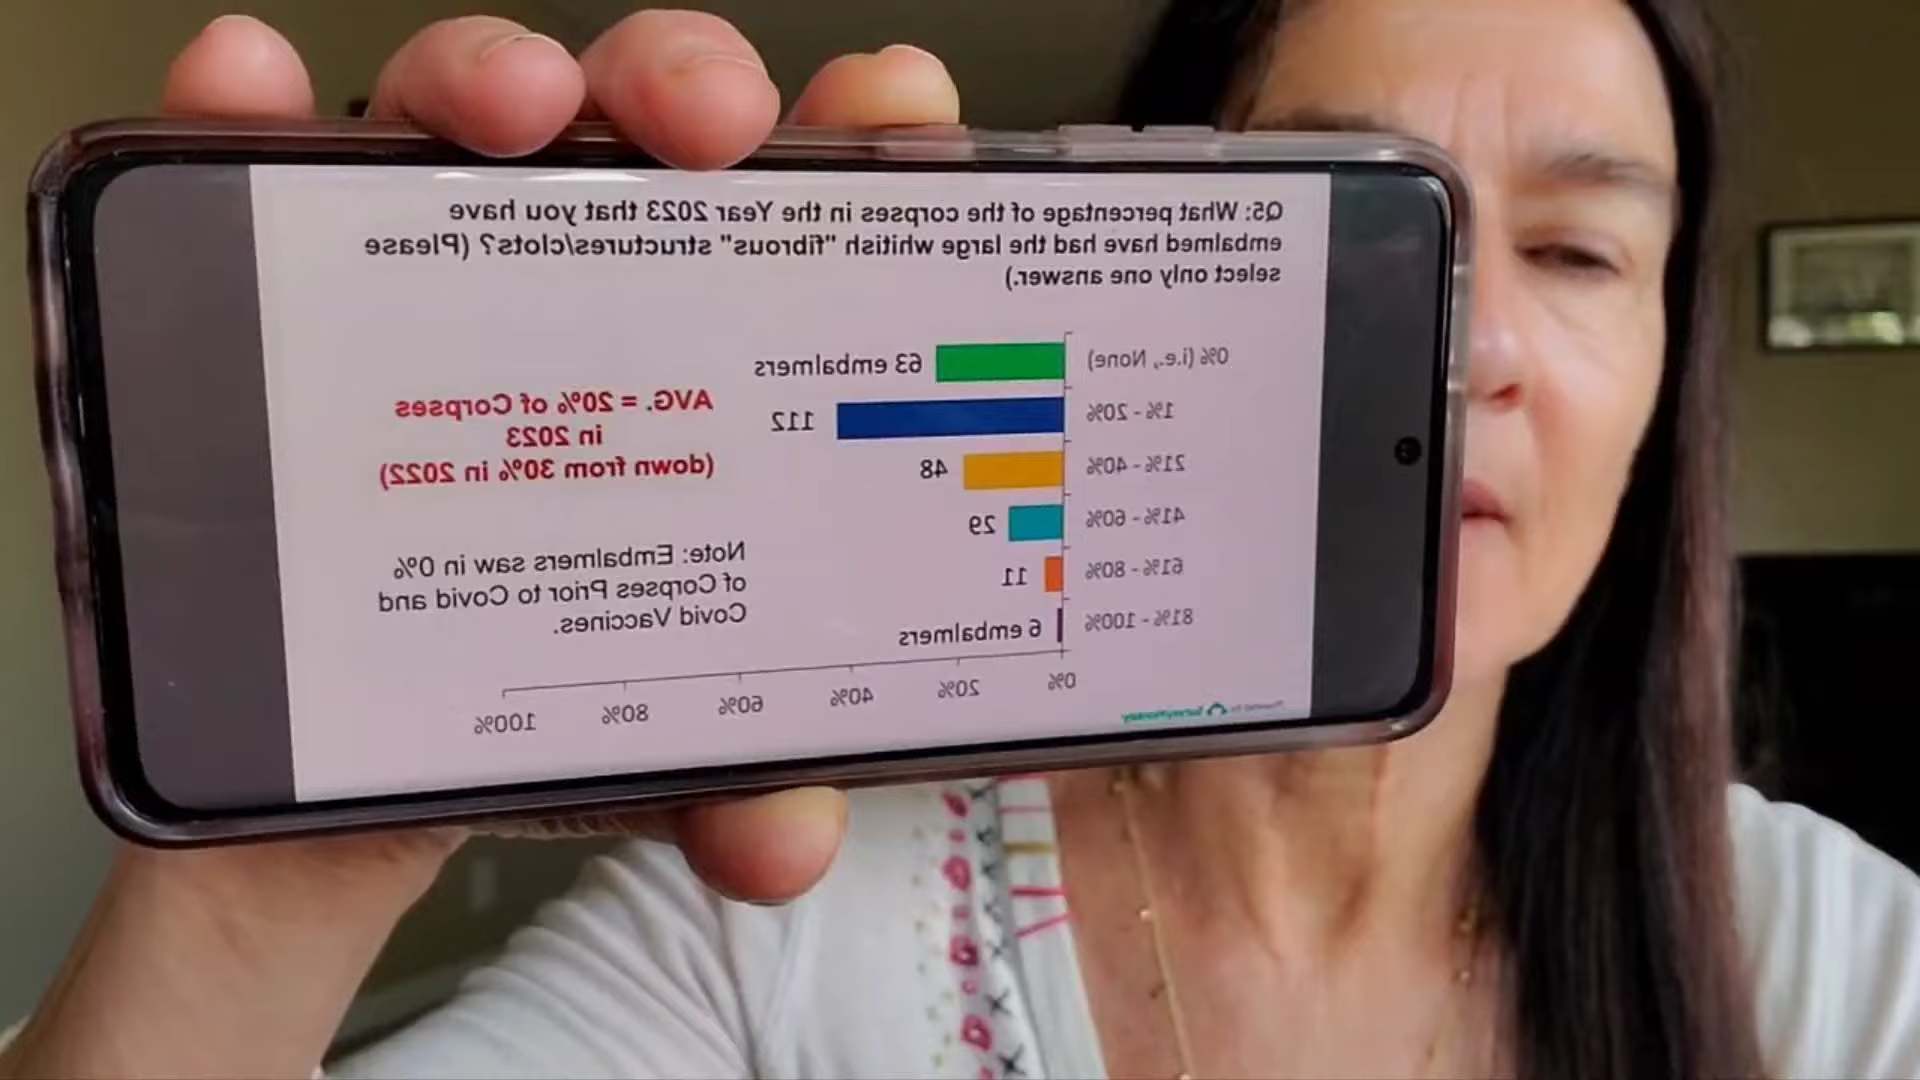 Q5: What percentage of the corpses in the Year 2023 that you have
embalmed have had the large whitish "fibrous" structures/clots? (Please
select only one answer.)
0% (i.e., None)
63 embalmers
1% - 20%
112
21% - 40%
48
41% - 60%
29
61% - 80%
11
81% - 100%
6 embalmers
0%
20%
40%
60%
80%
100%
AVG. = 20% of Corpses
in 2023
(down from 30% in 2022)
Note: Embalmers saw in 0%
of Corpses Prior to Covid and
Covid Vaccines.
Powered by SurveyMonkey